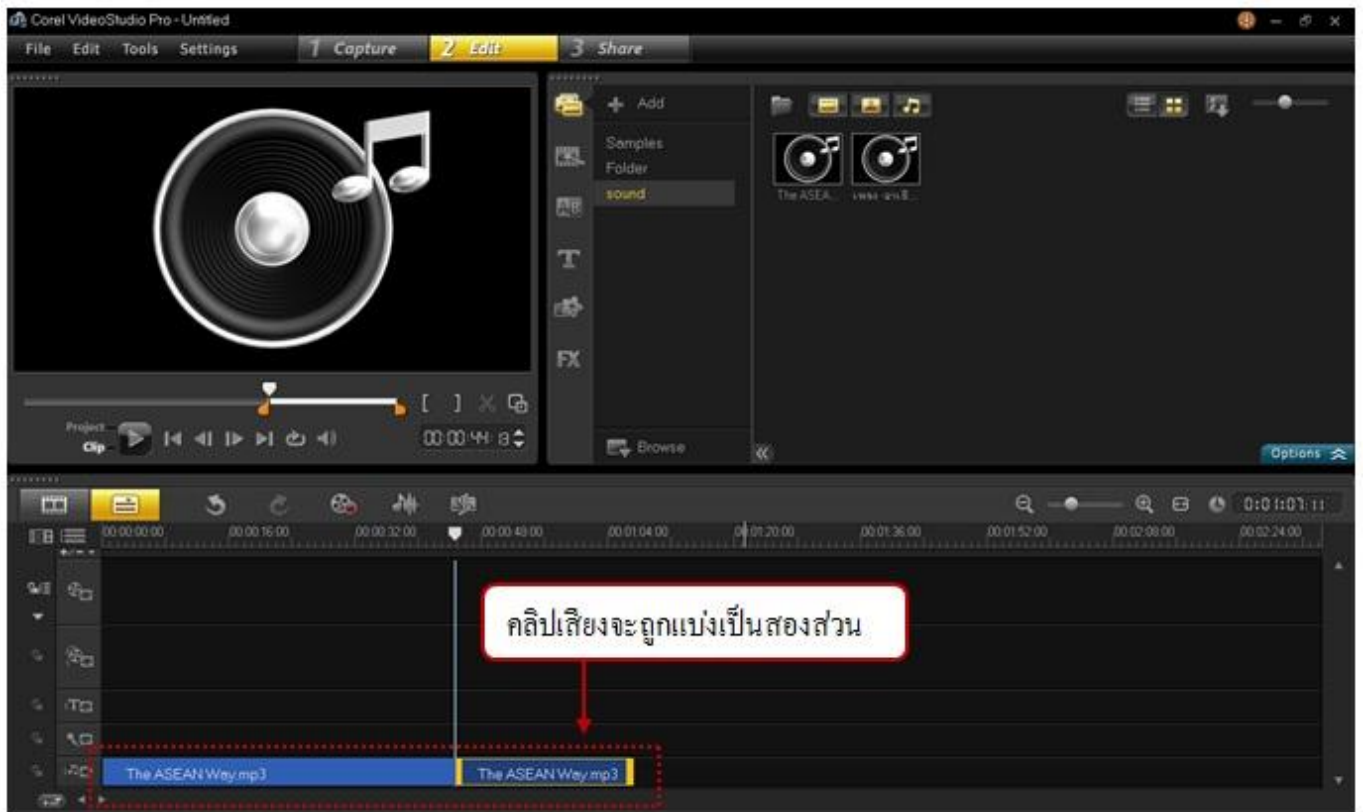 Corel VideoStudio Pro - Untitled
File Edit Tools Settings 1 Capture 2 Edit 3 Share
Add
Samples
Folder
sound
The ASEA...
FX
Project
Clip
00:00:44:13
Browse
Options
0:01:07:11
00:00:00:00 00:00:16:00 00:00:32:00 00:00:48:00 00:01:04:00 00:01:20:00 00:01:36:00 00:01:52:00 00:02:08:00 00:02:24:00
คลิปเสียงจะถูกแบ่งเป็นสองส่วน
The ASEAN Way.mp3 The ASEAN Way.mp3